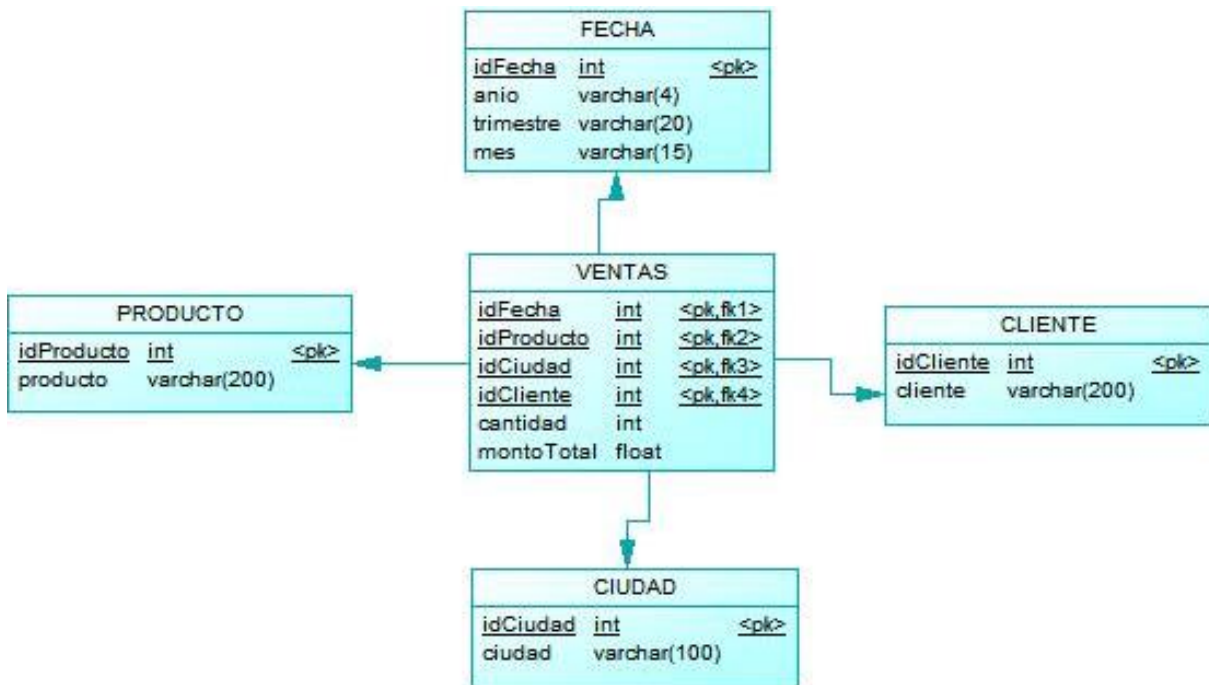 FECHA
idFecha int <pk>
anio varchar(4)
trimestre varchar(20)
mes varchar(15)
VENTAS
idFecha int <pk,fk1>
idProducto int <pk,fk2>
idCiudad int <pk,fk3>
idCliente int <pk,fk4>
cantidad int
montoTotal float
PRODUCTO
idProducto int <pk>
producto varchar(200)
CLIENTE
idCliente int <pk>
cliente varchar(200)
CIUDAD
idCiudad int <pk>
ciudad varchar(100)